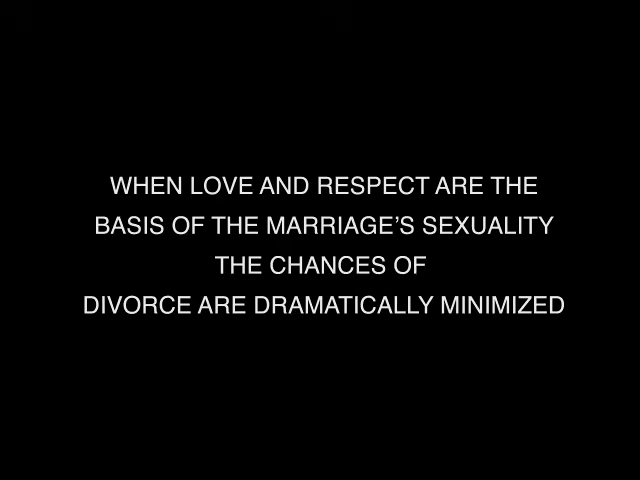 WHEN LOVE AND RESPECT ARE THE
BASIS OF THE MARRIAGE’S SEXUALITY
THE CHANCES OF
DIVORCE ARE DRAMATICALLY MINIMIZED